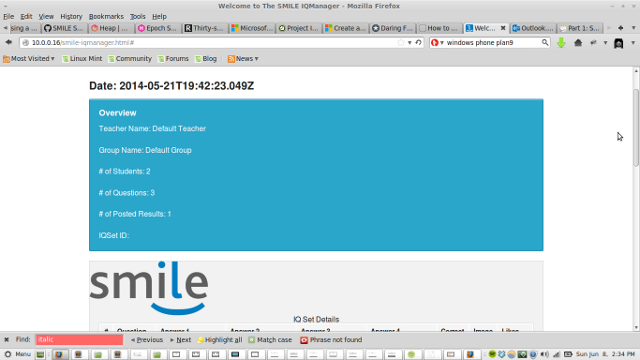 Welcome to The SMILE IQManager - Mozilla Firefox
File Edit View History Bookmarks Tools Help
sing a ... SMILE S... Heap | ... Epoch S... Thirty-s... Microsof... Project I... Create a... Daring F... How to ... Welc... Outlook.... Part 1: S...
10.0.0.16/smile-iqmanager.html# windows phone plan9
Most Visited Linux Mint Community Forums Blog News
Date: 2014-05-21T19:42:23.049Z
Overview
Teacher Name: Default Teacher
Group Name: Default Group
# of Students: 2
# of Questions: 3
# of Posted Results: 1
IQSet ID:
smile
IQ Set Details
# Question Answer 1 Answer 2 Answer 3 Answer 4 Correct Image Likes
Find: italic Previous Next Highlight all Match case Phrase not found
Menu Sun Jun 8, 2:34 PM